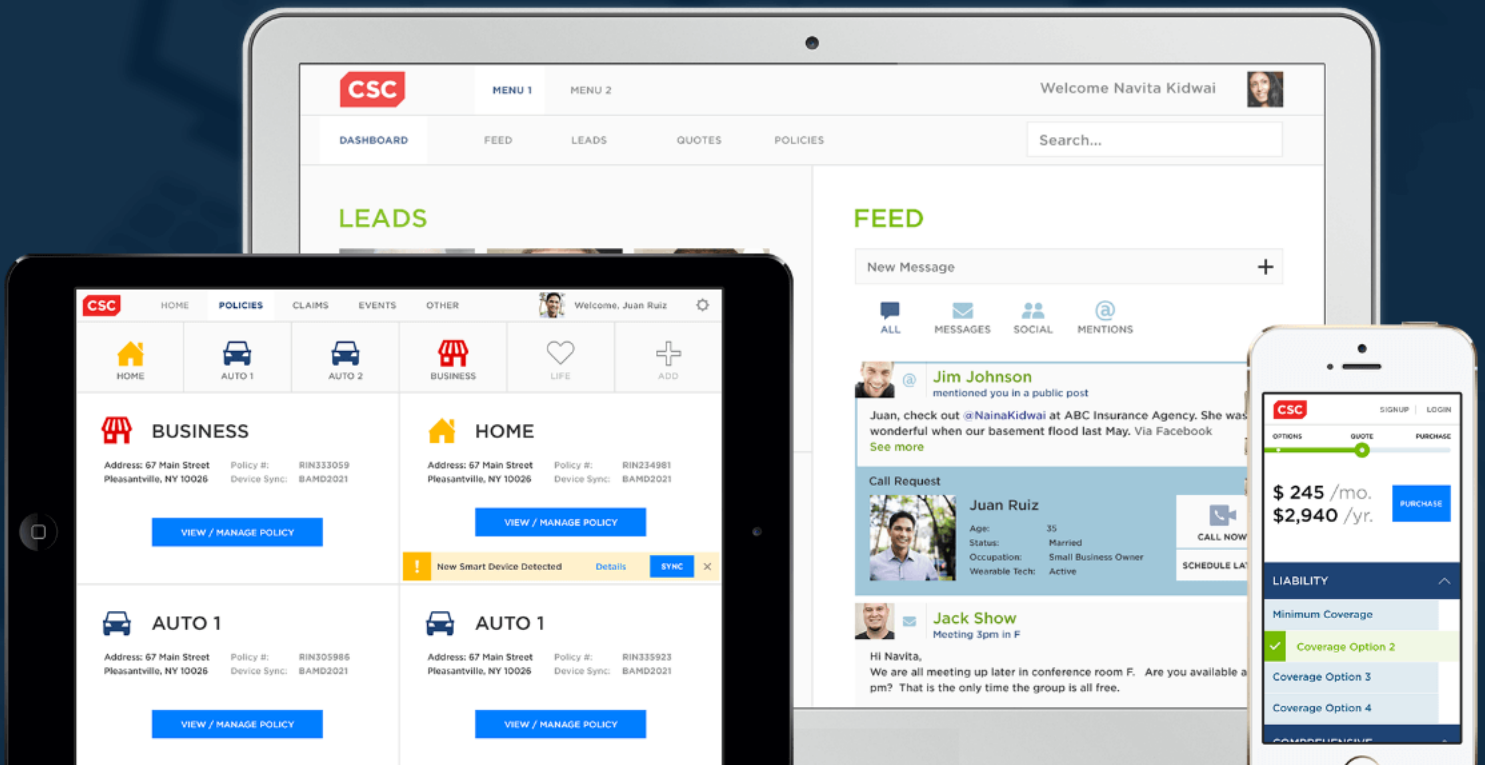 CSC
MENU 1
MENU 2
Welcome Navita Kidwai
DASHBOARD
FEED
LEADS
QUOTES
POLICIES
Search...
LEADS
FEED
New Message
ALL
MESSAGES
SOCIAL
MENTIONS
@ Jim Johnson
mentioned you in a public post
Juan, check out @NainaKidwai at ABC Insurance Agency. She was
wonderful when our basement flood last May. Via Facebook
See more
Call Request
Juan Ruiz
Age: 35
Status: Married
Occupation: Small Business Owner
Wearable Tech: Active
CALL NOW
SCHEDULE
Jack Show
Meeting 3pm in F
Hi Navita,
We are all meeting up later in conference room F. Are you available
pm? That is the only time the group is all free.
CSC
HOME
POLICIES
CLAIMS
EVENTS
OTHER
Welcome, Juan Ruiz
HOME
AUTO 1
AUTO 2
BUSINESS
LIFE
ADD
BUSINESS
Address: 67 Main Street Policy #: RIN333059
Pleasantville, NY 10026 Device Sync: BAMD2021
VIEW / MANAGE POLICY
HOME
Address: 67 Main Street Policy #: RIN234981
Pleasantville, NY 10026 Device Sync: BAMD2021
VIEW / MANAGE POLICY
! New Smart Device Detected Details SYNC
AUTO 1
Address: 67 Main Street Policy #: RIN305986
Pleasantville, NY 10026 Device Sync: BAMD2021
VIEW / MANAGE POLICY
AUTO 1
Address: 67 Main Street Policy #: RIN335923
Pleasantville, NY 10026 Device Sync: BAMD2021
VIEW / MANAGE POLICY
CSC
SIGNUP | LOGIN
OPTIONS
QUOTE
PURCHASE
$ 245 /mo.
$2,940 /yr.
PURCHASE
LIABILITY
Minimum Coverage
Coverage Option 2
Coverage Option 3
Coverage Option 4
COMPREHENSIVE